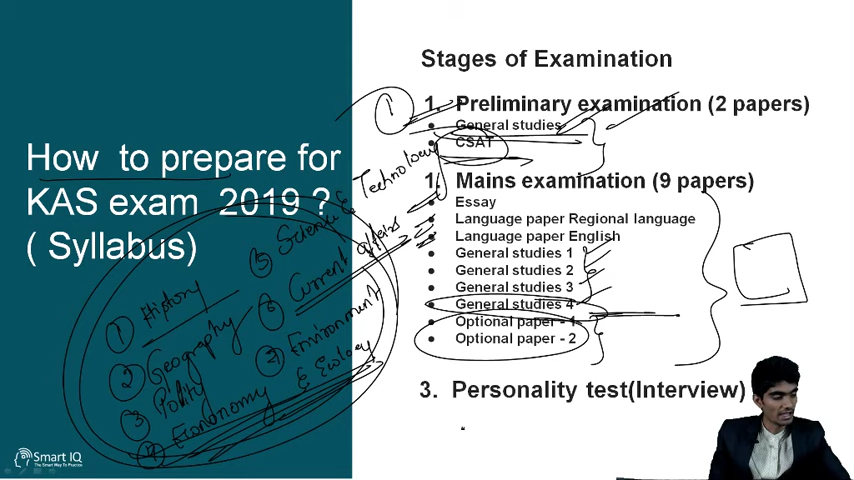 How to prepare for
KAS exam 2019 ?
( Syllabus)
Stages of Examination
1. Preliminary examination (2 papers)
• General studies
• CSAT
1. Mains examination (9 papers)
• Essay
• Language paper Regional language
• Language paper English
• General studies 1
• General studies 2
• General studies 3
• General studies 4
• Optional paper - 1
• Optional paper - 2
3. Personality test(Interview)
1
① History
② Geography
③ Polity
④ Economy
⑤ Science & Technology
⑥ Current affairs
⑦ Environment
& Ecology
Smart IQ
The Smart Way To Practice